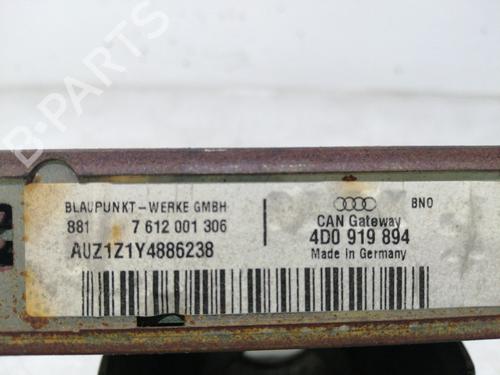 B-PARTS
BLAUPUNKT - WERKE GMBH
881 7 612 001 306
AUZ1Z1Y4886238
BNO
CAN Gateway
4D0 919 894
Made in Germany